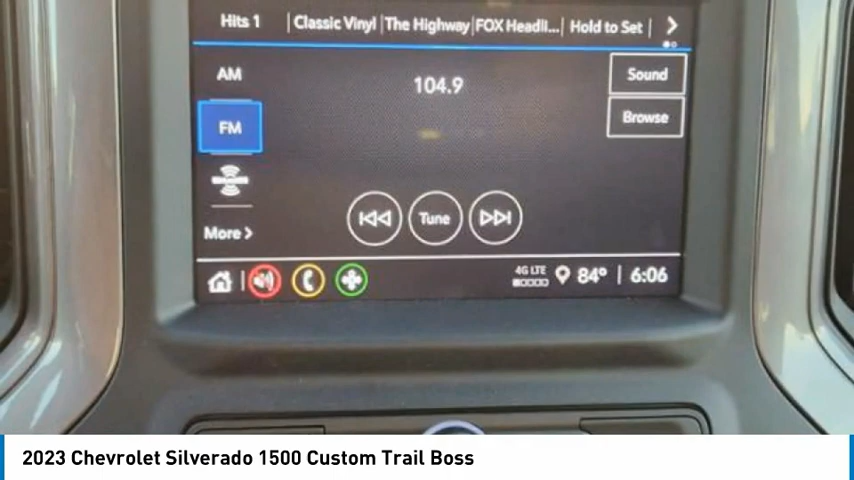 Hits 1 Classic Vinyl The Highway FOX Headli... Hold to Set
AM
104.9
Sound
FM
Browse
Tune
More
4G LTE 84° 6:06
2023 Chevrolet Silverado 1500 Custom Trail Boss